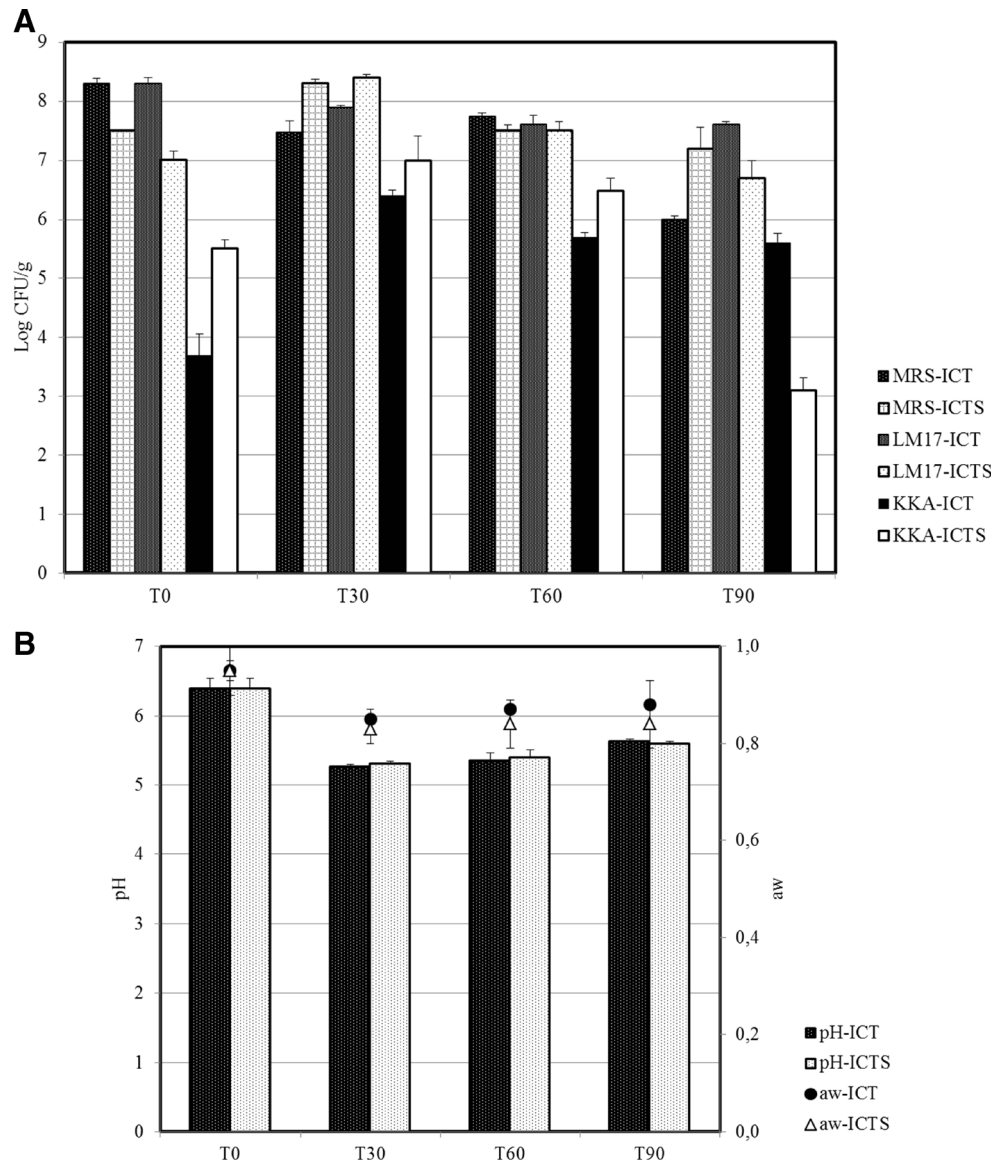 A
9
8
7
6
5
4
3
2
1
0
Log CFU/g
T0 T30 T60 T90
MRS-ICT
MRS-ICTS
LM17-ICT
LM17-ICTS
KKA-ICT
KKA-ICTS
B
7
6
5
4
3
2
1
0
pH
1,0
0,8
0,6
0,4
0,2
0,0
aw
T0 T30 T60 T90
pH-ICT
pH-ICTS
aw-ICT
aw-ICTS